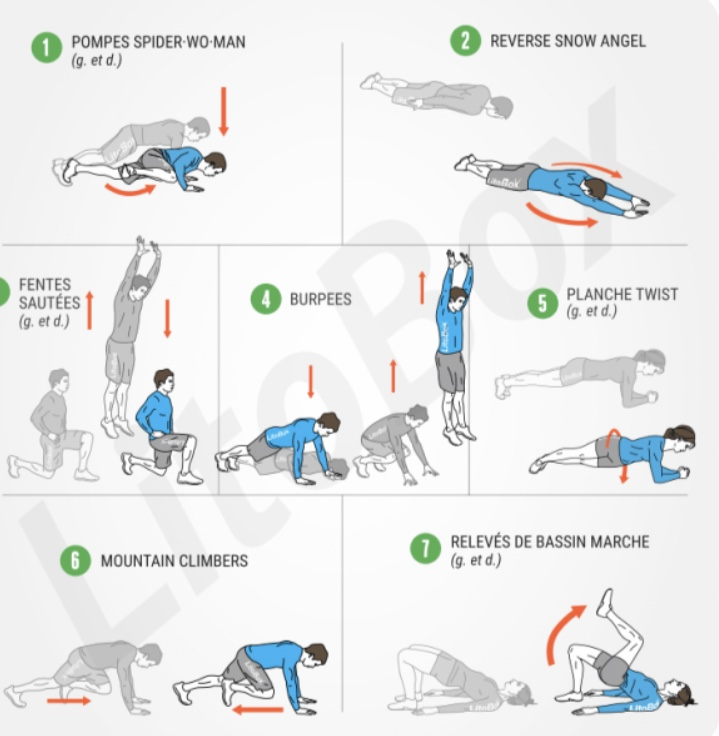 1 POMPES SPIDER-WO-MAN
(g. et d.)
2 REVERSE SNOW ANGEL
FENTES
SAUTÉES
(g. et d.)
4 BURPEES
5 PLANCHE TWIST
(g. et d.)
6 MOUNTAIN CLIMBERS
7 RELEVÉS DE BASSIN MARCHE
(g. et d.)
LitoBox